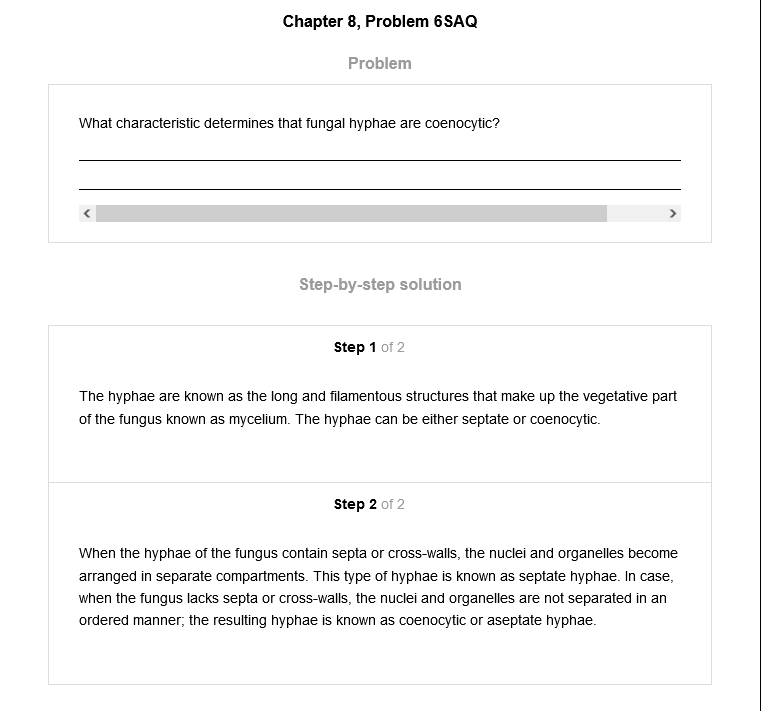 Chapter 8, Problem 6SAQ
Problem
What characteristic determines that fungal hyphae are coenocytic?
Step-by-step solution
Step 1 of 2
The hyphae are known as the long and filamentous structures that make up the vegetative part
of the fungus known as mycelium. The hyphae can be either septate or coenocytic.
Step 2 of 2
When the hyphae of the fungus contain septa or cross-walls, the nuclei and organelles become
arranged in separate compartments. This type of hyphae is known as septate hyphae. In case,
when the fungus lacks septa or cross-walls, the nuclei and organelles are not separated in an
ordered manner; the resulting hyphae is known as coenocytic or aseptate hyphae.